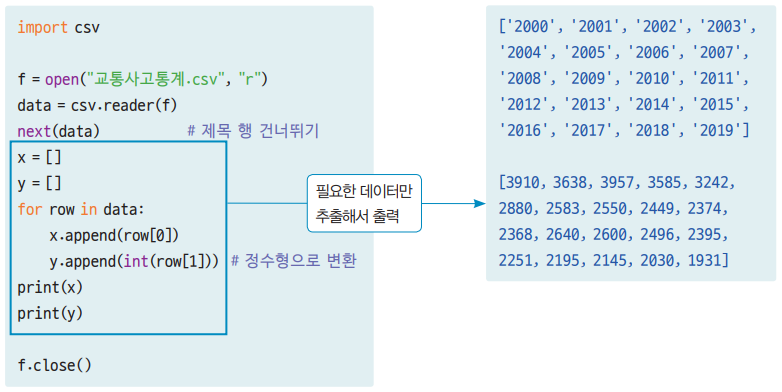 import csv
f = open("교통사고통계.csv", "r")
data = csv.reader(f)
next(data) # 제목 행 건너뛰기
x = []
y = []
for row in data:
x.append(row[0])
y.append(int(row[1])) # 정수형으로 변환
print(x)
print(y)
f.close()
필요한 데이터만
추출해서 출력
['2000', '2001', '2002', '2003',
'2004', '2005', '2006', '2007',
'2008', '2009', '2010', '2011',
'2012', '2013', '2014', '2015',
'2016', '2017', '2018', '2019']
[3910, 3638, 3957, 3585, 3242,
2880, 2583, 2550, 2449, 2374,
2368, 2640, 2600, 2496, 2395,
2251, 2195, 2145, 2030, 1931]